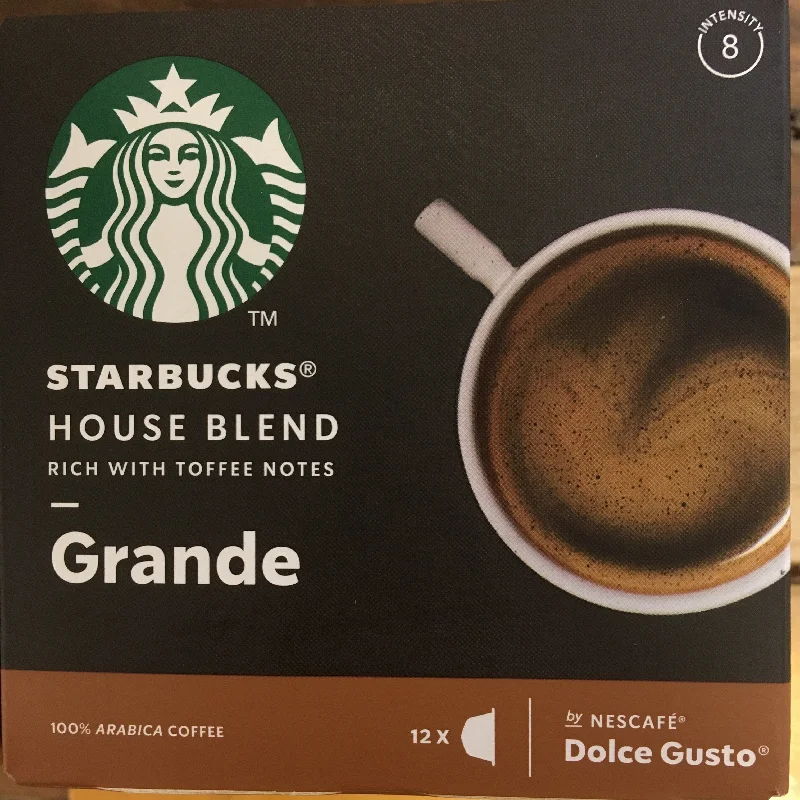 INTENSITY
8
TM
STARBUCKS®
HOUSE BLEND
RICH WITH TOFFEE NOTES
Grande
100% ARABICA COFFEE
12 X
by NESCAFÉ®
Dolce Gusto®